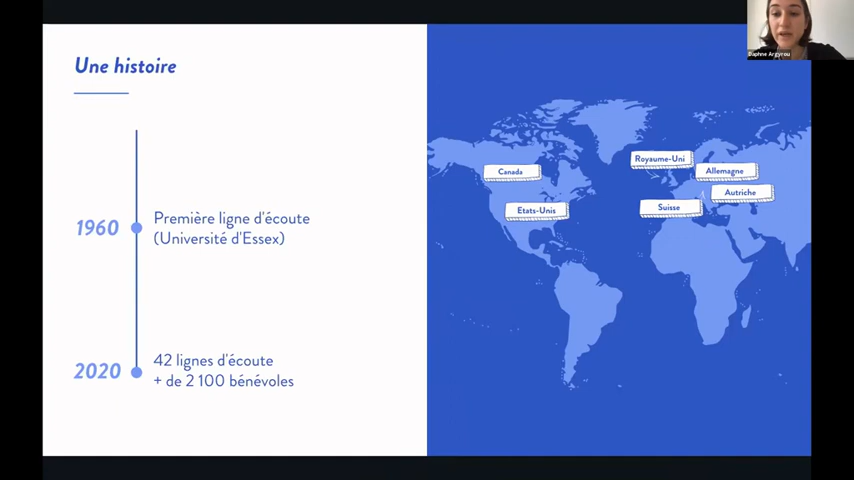 Une histoire
1960
Première ligne d'écoute
(Université d'Essex)
2020
42 lignes d'écoute
+ de 2 100 bénévoles
Canada
Etats-Unis
Royaume-Uni
Allemagne
Autriche
Suisse
Daphne Argyrou